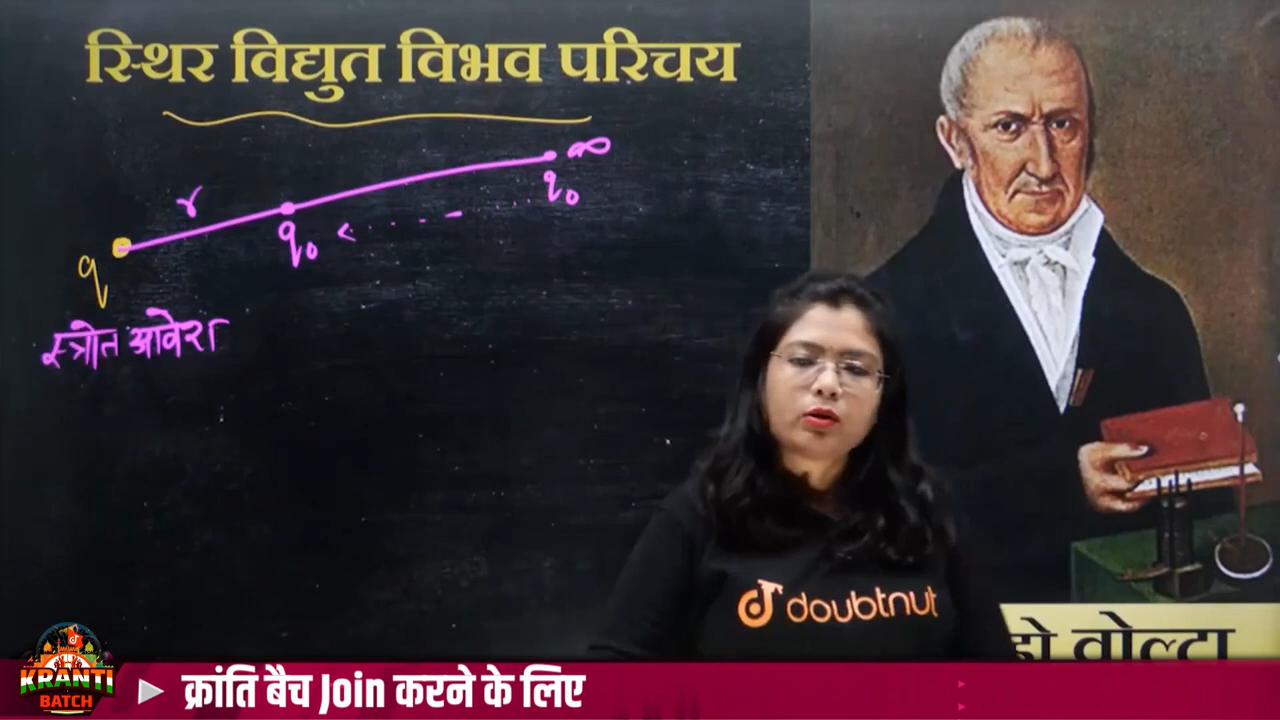 स्थिर विद्युत विभव परिचय
∞
r
q₀
q₀
q
स्त्रोत आवेश
doubtnut
वोल्टा
KRANTI
BATCH
क्रांति बैच Join करने के लिए